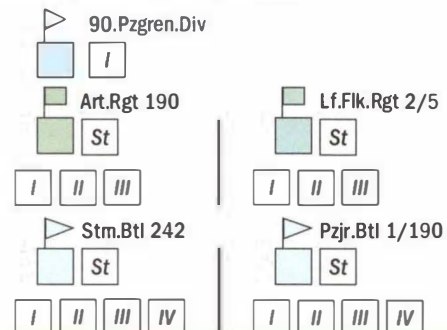 90.Pzgren.Div
I
Art.Rgt 190
St
I II III
Lf.Flk.Rgt 2/5
St
I II III
Stm.Btl 242
St
I II III IV
Pzjr.Btl 1/190
St
I II III IV